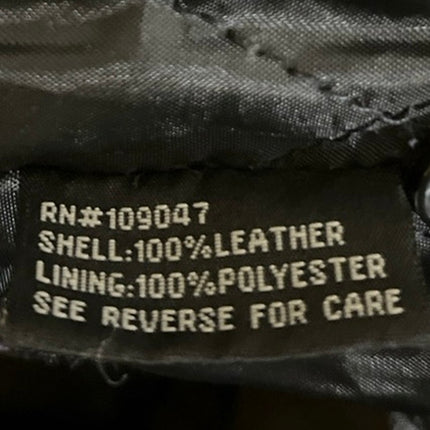 RN#109047
SHELL:100%LEATHER
LINING:100%POLYESTER
SEE REVERSE FOR CARE